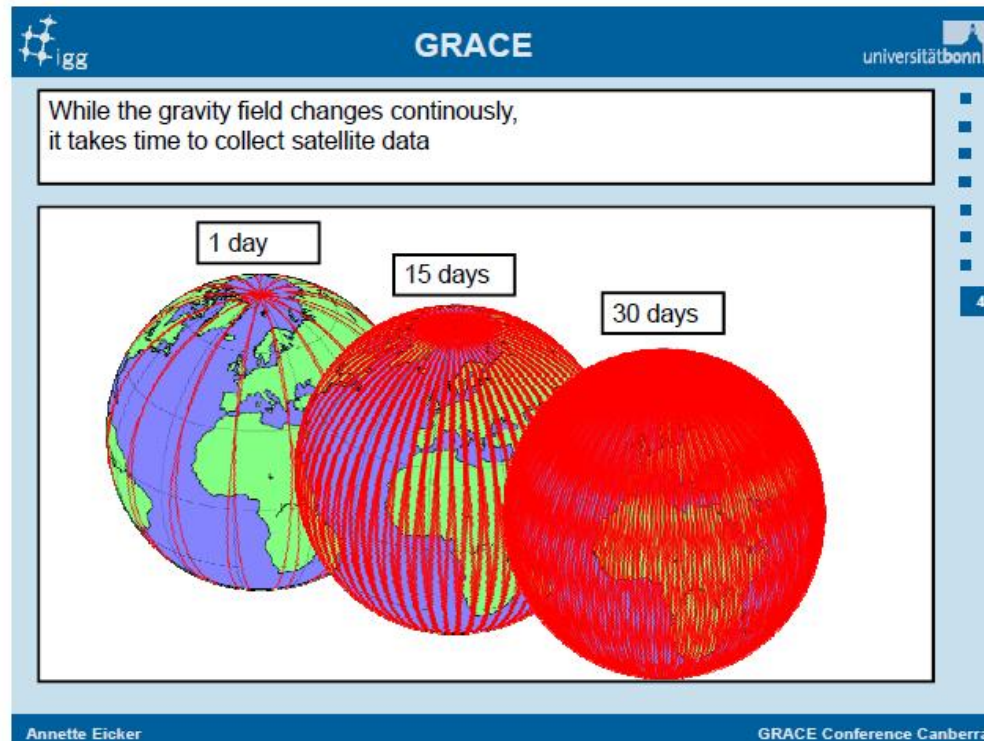 igg
GRACE
universitätbonn
While the gravity field changes continously,
it takes time to collect satellite data
1 day
15 days
30 days
4
Annette Eicker
GRACE Conference Canberra